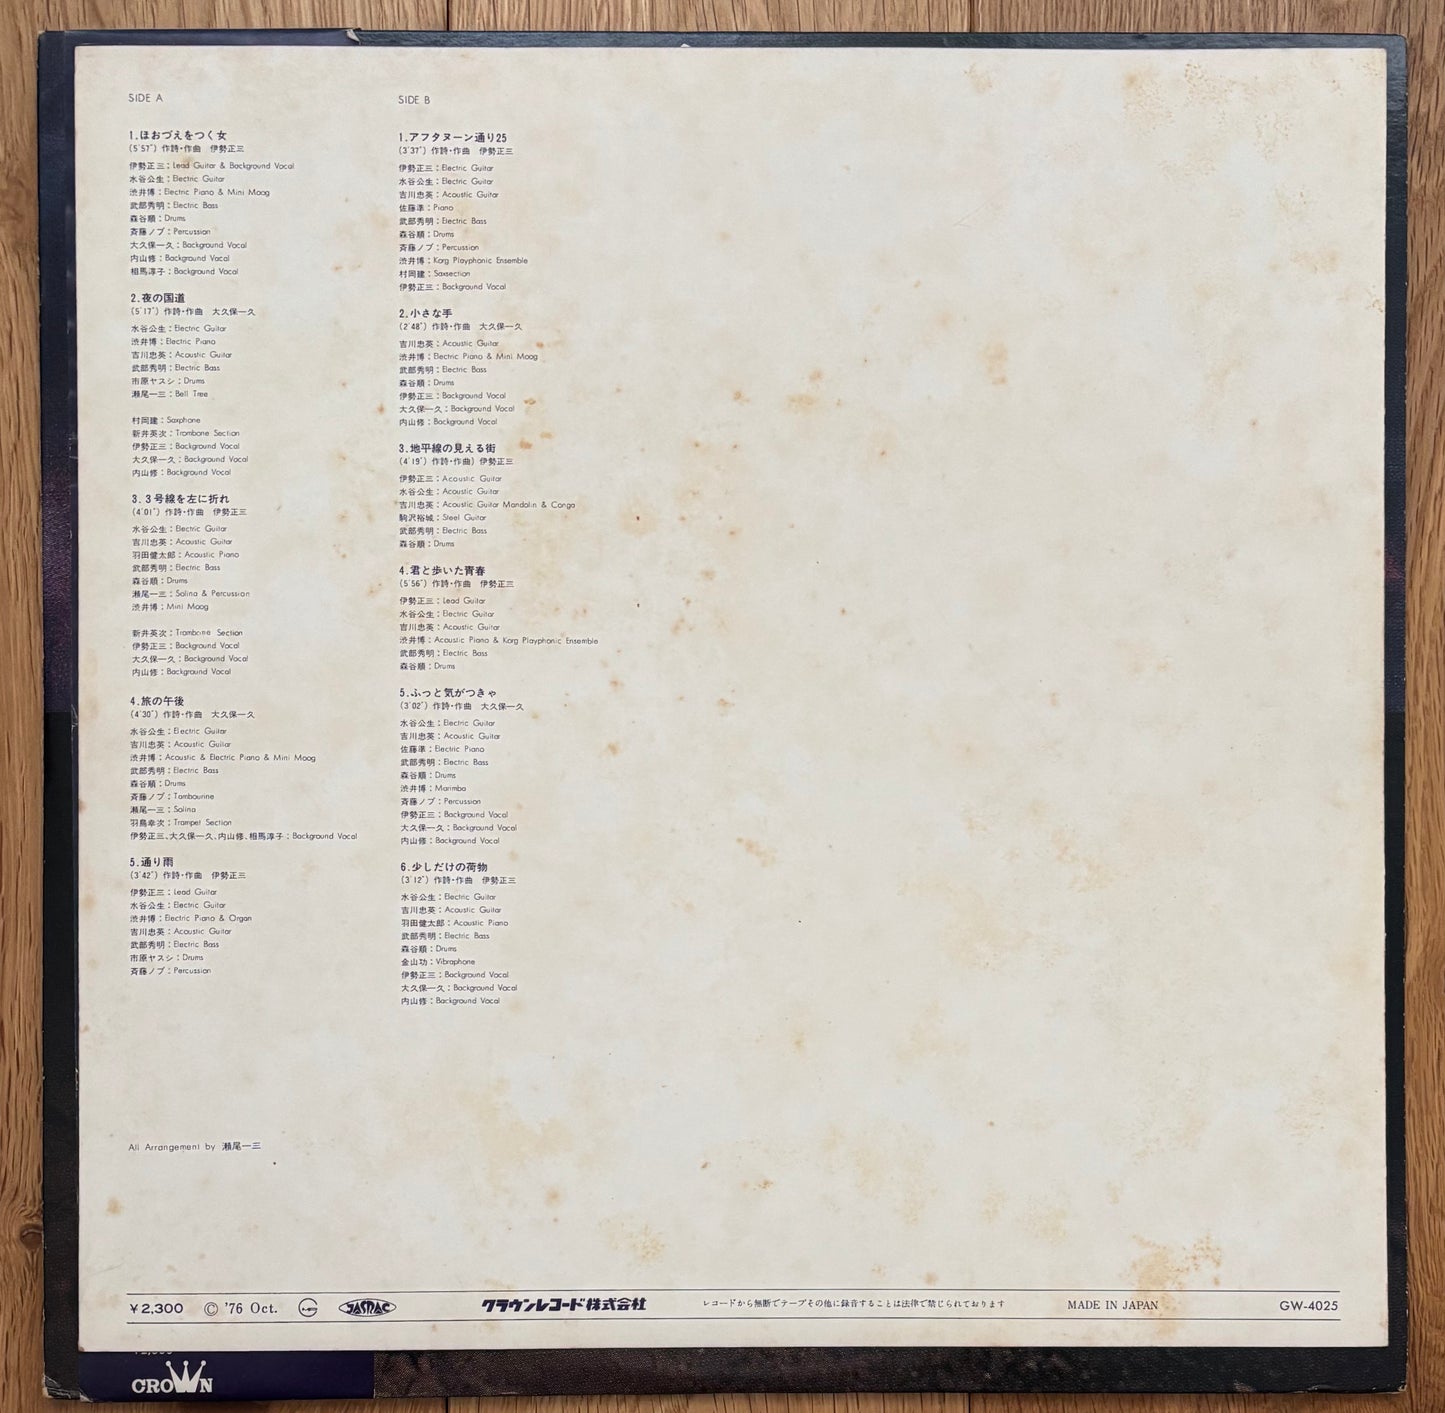 SIDE A
1.ほおづえをつく女
(5'57") 作詩・作曲 伊勢正三
伊勢正三：Lead Guitar & Background Vocal
水谷公生：Electric Guitar
渋井博：Electric Piano & Mini Moog
武部秀明：Electric Bass
森谷順：Drums
斉藤ノブ：Percussion
大久保一久：Background Vocal
内山修：Background Vocal
相馬淳子：Background Vocal
2.夜の国道
(5'17") 作詩・作曲 大久保一久
水谷公生：Electric Guitar
渋井博：Electric Piano
吉川忠英：Acoustic Guitar
武部秀明：Electric Bass
市原ヤスシ：Drums
瀬尾一三：Bell Tree
村岡建：Saxphone
新井英次：Trombone Section
伊勢正三：Background Vocal
大久保一久：Background Vocal
内山修：Background Vocal
3.3号線を左に折れ
(4'01") 作詩・作曲 伊勢正三
水谷公生：Electric Guitar
吉川忠英：Acoustic Guitar
羽田健太郎：Acoustic Piano
武部秀明：Electric Bass
森谷順：Drums
瀬尾一三：Solina & Percussion
渋井博：Mini Moog
新井英次：Trombone Section
伊勢正三：Background Vocal
大久保一久：Background Vocal
内山修：Background Vocal
4.旅の午後
(4'30") 作詩・作曲 大久保一久
水谷公生：Electric Guitar
吉川忠英：Acoustic Guitar
渋井博：Acoustic & Electric Piano & Mini Moog
武部秀明：Electric Bass
森谷順：Drums
斉藤ノブ：Tambourine
瀬尾一三：Solina
羽鳥幸次：Trampet Section
伊勢正三、大久保一久、内山修、相馬淳子：Background Vocal
5.通り雨
(3'42") 作詩・作曲 伊勢正三
伊勢正三：Lead Guitar
水谷公生：Electric Guitar
渋井博：Electric Piano & Organ
吉川忠英：Acoustic Guitar
武部秀明：Electric Bass
市原ヤスシ：Drums
斉藤ノブ：Percussion
All Arrangement by 瀬尾一三
SIDE B
1.アフタヌーン通り25
(3'37") 作詩・作曲 伊勢正三
伊勢正三：Electric Guitar
水谷公生：Electric Guitar
吉川忠英：Acoustic Guitar
佐藤準：Piano
武部秀明：Electric Bass
森谷順：Drums
斉藤ノブ：Percussion
渋井博：Korg Playphonic Ensemble
村岡建：Saxsection
伊勢正三：Background Vocal
2.小さな手
(2'48") 作詩・作曲 大久保一久
吉川忠英：Acoustic Guitar
渋井博：Electric Piano & Mini Moog
武部秀明：Electric Bass
森谷順：Drums
伊勢正三：Background Vocal
大久保一久：Background Vocal
内山修：Background Vocal
3.地平線の見える街
(4'19") 作詩・作曲) 伊勢正三
伊勢正三：Acoustic Guitar
水谷公生：Acoustic Guitar
吉川忠英：Acoustic Guitar Mandolin & Conga
駒沢裕城：Steel Guitar
武部秀明：Electric Bass
森谷順：Drums
4.君と歩いた青春
(5'56") 作詩・作曲 伊勢正三
伊勢正三：Lead Guitar
水谷公生：Electric Guitar
吉川忠英：Acoustic Guitar
渋井博：Acoustic Piano & Korg Playphonic Ensemble
武部秀明：Electric Bass
森谷順：Drums
5.ふっと気がつきゃ
(3'02") 作詩・作曲 大久保一久
水谷公生：Electric Guitar
吉川忠英：Acoustic Guitar
佐藤準：Electric Piano
武部秀明：Electric Bass
森谷順：Drums
渋井博：Marimba
斉藤ノブ：Percussion
伊勢正三：Background Vocal
大久保一久：Background Vocal
内山修：Background Vocal
6.少しだけの荷物
(3'12") 作詩・作曲 伊勢正三
水谷公生：Electric Guitar
吉川忠英：Acoustic Guitar
羽田健太郎：Acoustic Piano
武部秀明：Electric Bass
森谷順：Drums
金山功：Vibraphone
伊勢正三：Background Vocal
大久保一久：Background Vocal
内山修：Background Vocal
¥2,300 © '76 Oct. JASRAC クラウンレコード株式会社 レコードから無断でテープその他に録音することは法律で禁じられております MADE IN JAPAN GW-4025
CROWN